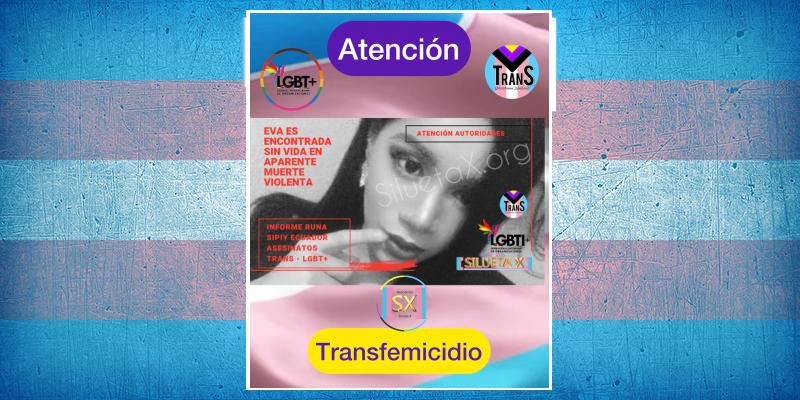 Atención
LGBT+
TRANS
EVA ES
ENCONTRADA
SIN VIDA EN
APARENTE
MUERTE
VIOLENTA
ATENCIÓN AUTORIDADES
SiluetaX.org
TRANS
INFORME RUNA
SIPIY ECUADOR
ASESINATOS
TRANS - LGBT+
LGBTI+
SILUETA X
SX
Transfemicidio